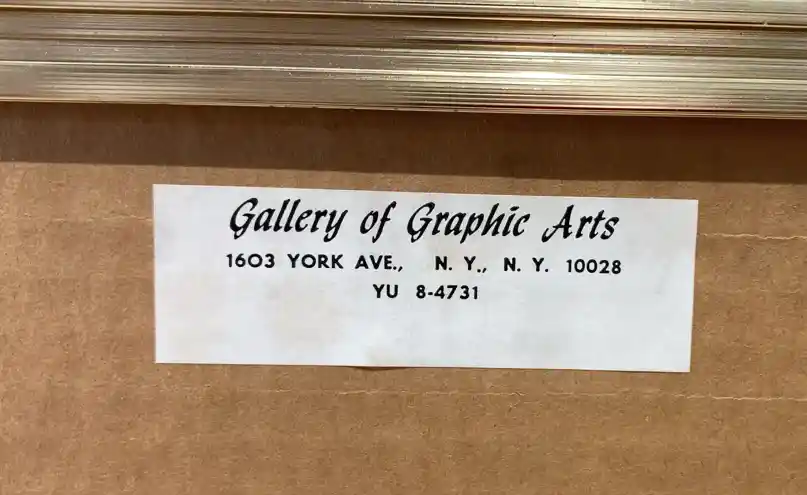 Gallery of Graphic Arts
1603 YORK AVE., N. Y., N. Y. 10028
YU 8-4731